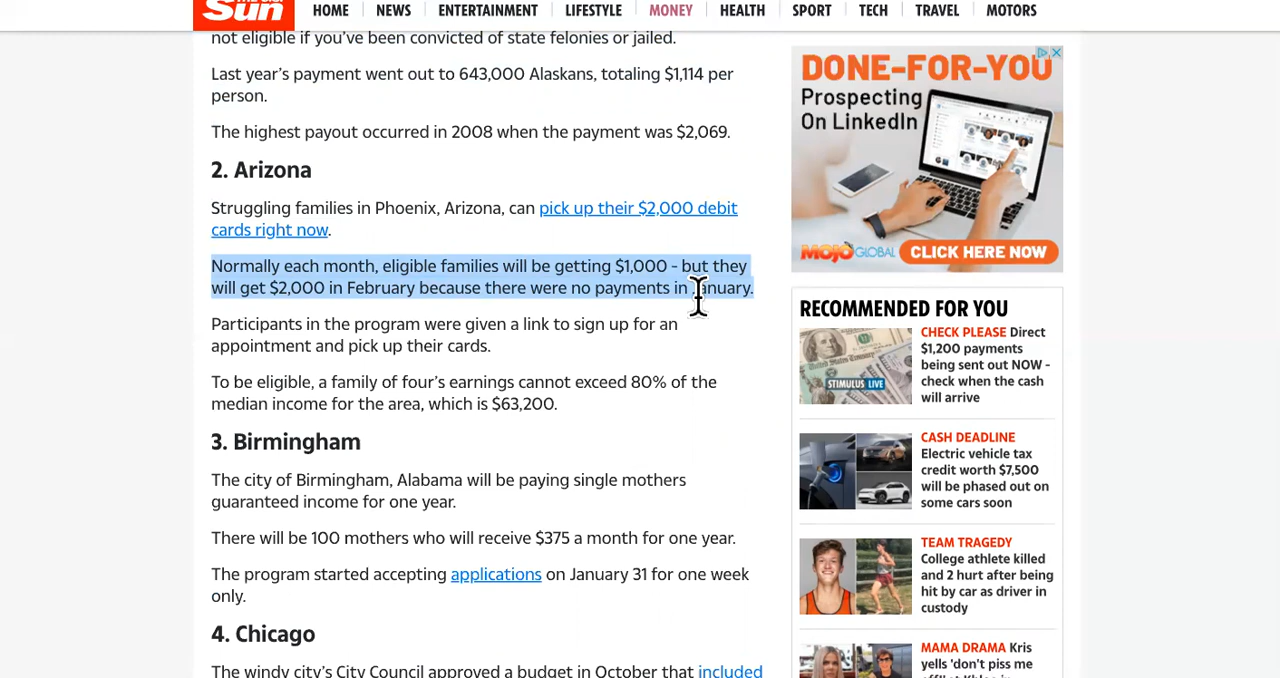 Sun
HOME
NEWS
ENTERTAINMENT
LIFESTYLE
MONEY
HEALTH
SPORT
TECH
TRAVEL
MOTORS
not eligible if you've been convicted of state felonies or jailed.
Last year's payment went out to 643,000 Alaskans, totaling $1,114 per
person.
The highest payout occurred in 2008 when the payment was $2,069.
2. Arizona
Struggling families in Phoenix, Arizona, can pick up their $2,000 debit
cards right now.
Normally each month, eligible families will be getting $1,000 - but they
will get $2,000 in February because there were no payments in January.
Participants in the program were given a link to sign up for an
appointment and pick up their cards.
To be eligible, a family of four's earnings cannot exceed 80% of the
median income for the area, which is $63,200.
3. Birmingham
The city of Birmingham, Alabama will be paying single mothers
guaranteed income for one year.
There will be 100 mothers who will receive $375 a month for one year.
The program started accepting applications on January 31 for one week
only.
4. Chicago
The windy city's City Council approved a budget in October that included
DONE-FOR-YOU
Prospecting
On LinkedIn
MOJO GLOBAL
CLICK HERE NOW
RECOMMENDED FOR YOU
STIMULUS LIVE
CHECK PLEASE Direct
$1,200 payments
being sent out NOW -
check when the cash
will arrive
CASH DEADLINE
Electric vehicle tax
credit worth $7,500
will be phased out on
some cars soon
TEAM TRAGEDY
College athlete killed
and 2 hurt after being
hit by car as driver in
custody
MAMA DRAMA Kris
yells 'don't piss me